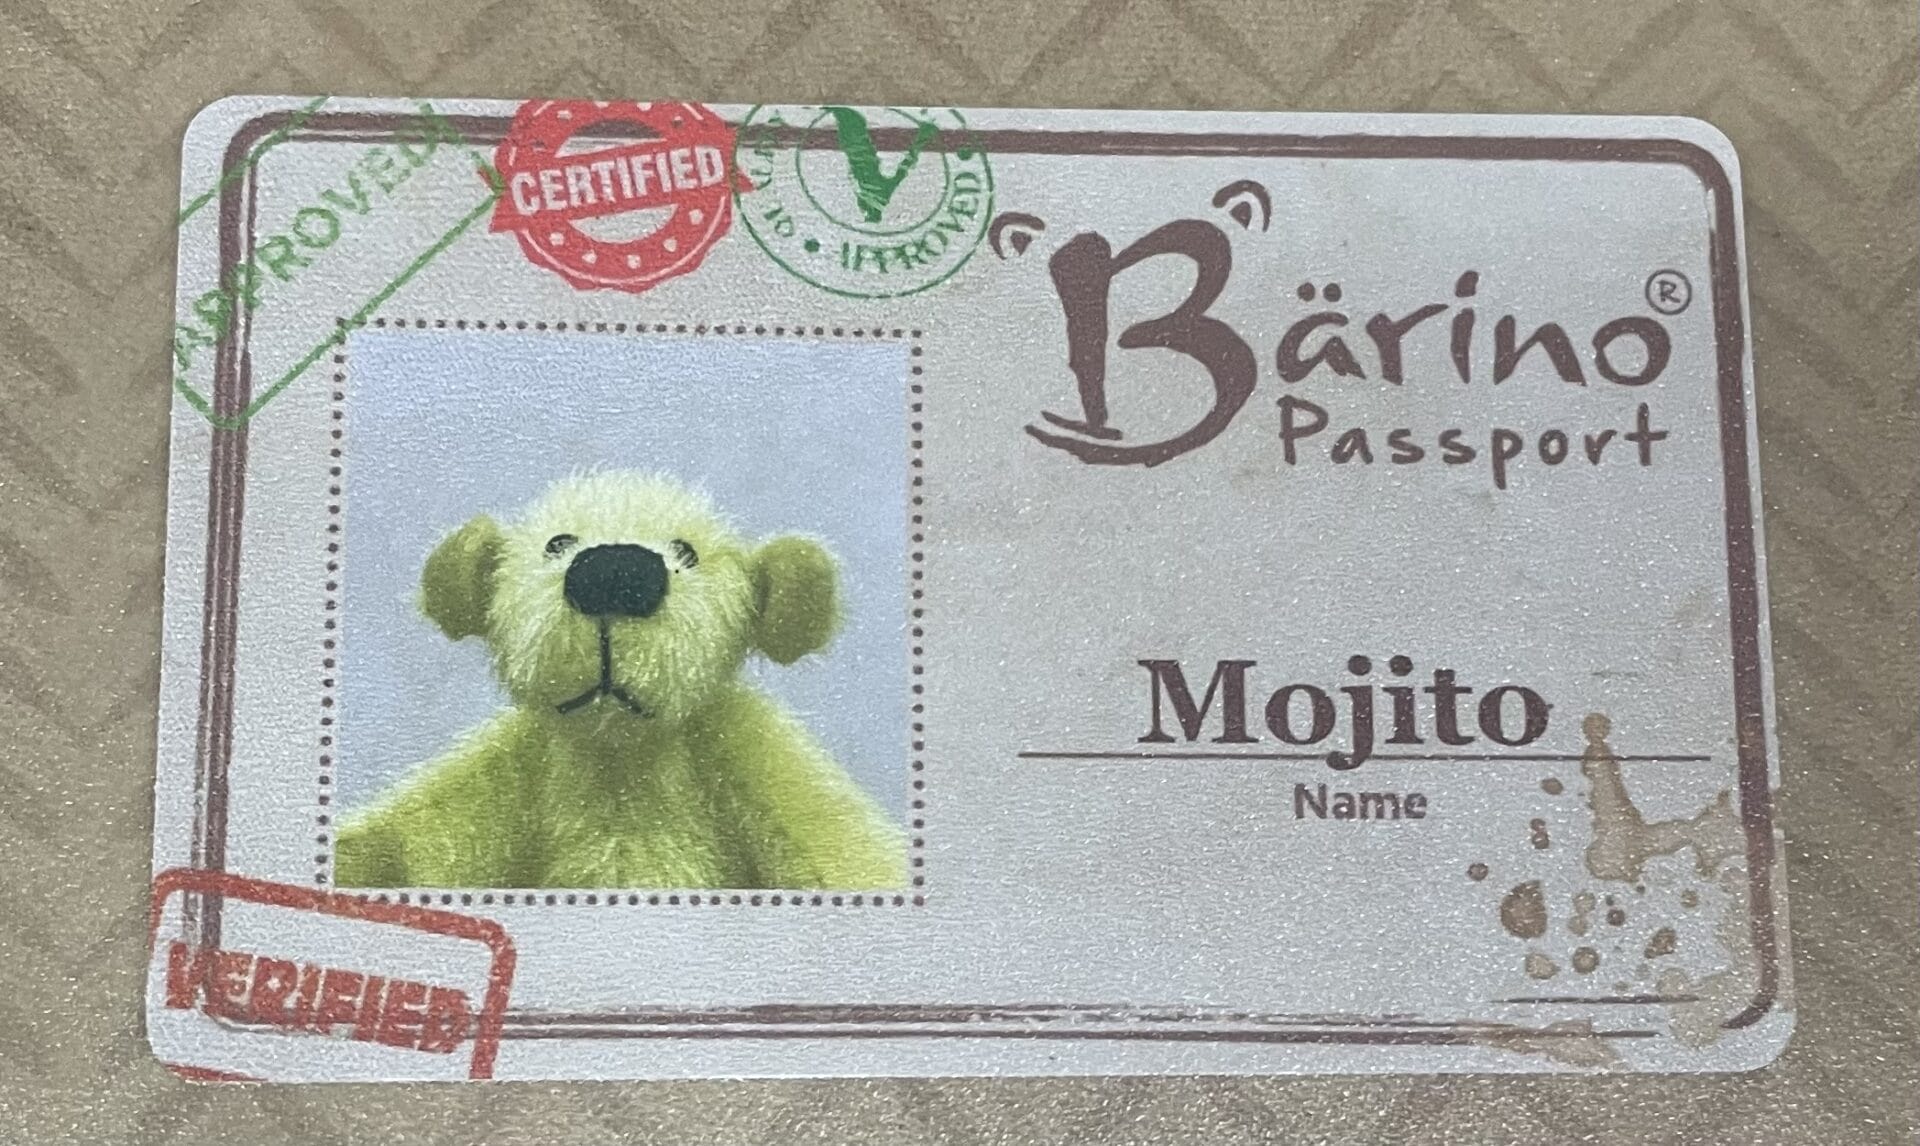 APPROVED
CERTIFIED
V
APPROVED
Bärino®
Passport
Mojito
Name
VERIFIED